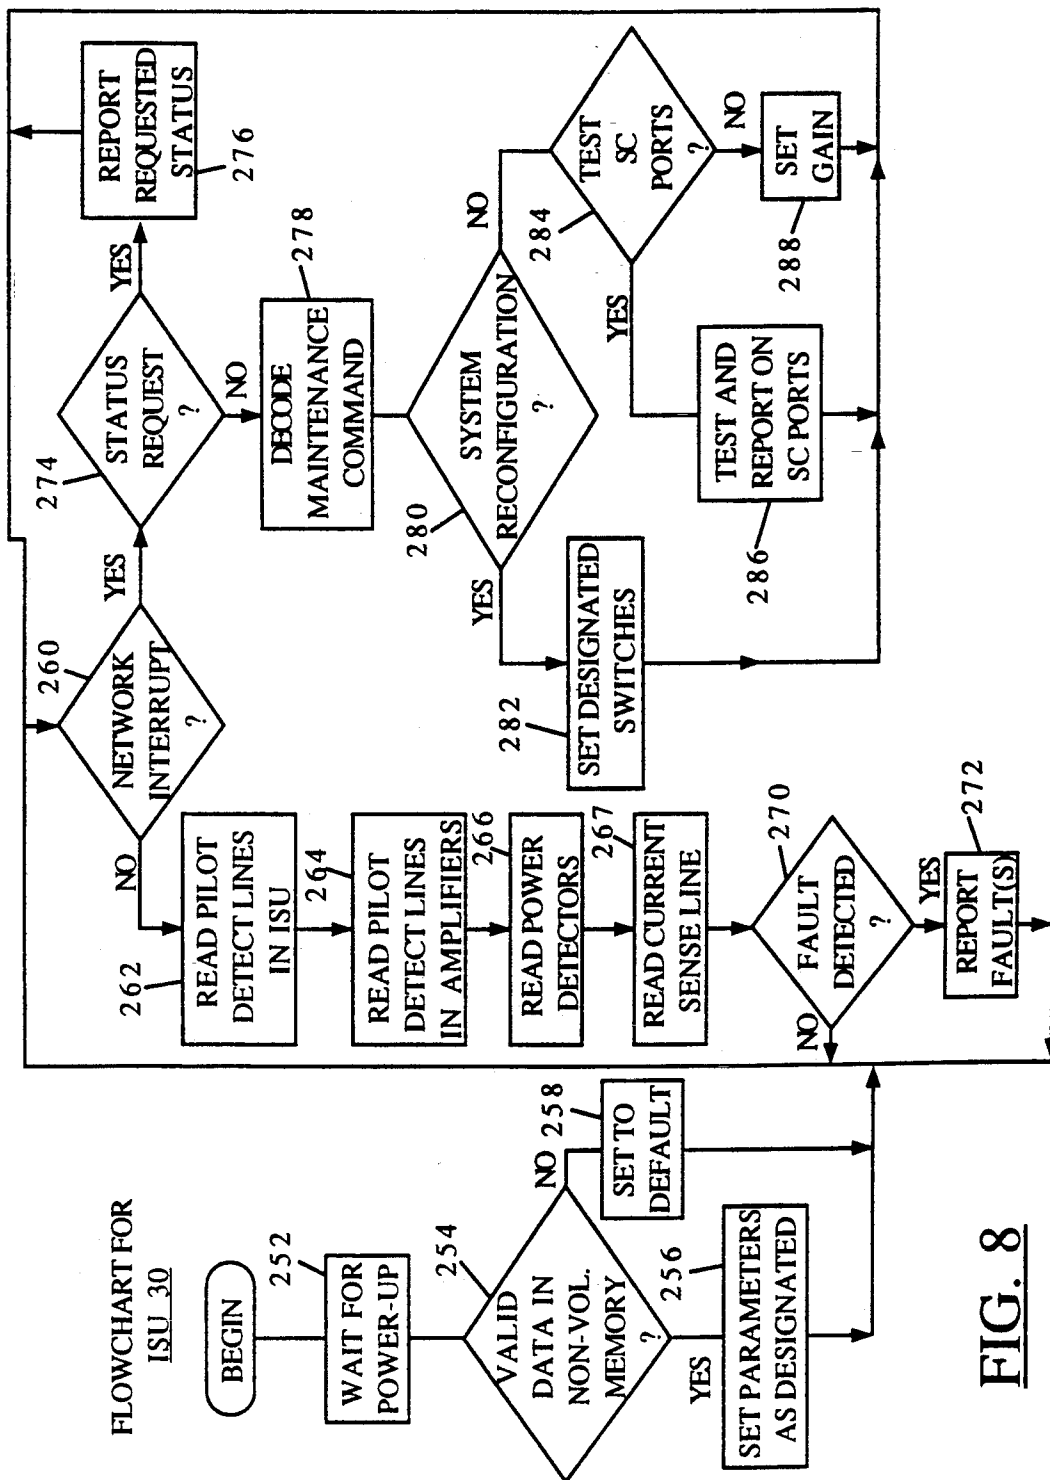 FLOWCHART FOR
ISU 30
BEGIN
252
WAIT FOR
POWER-UP
254
VALID
DATA IN
NON-VOL.
MEMORY
?
NO
258
SET TO
DEFAULT
YES
256
SET PARAMETERS
AS DESIGNATED
260
NETWORK
INTERRUPT
?
NO
262
READ PILOT
DETECT LINES
IN ISU
264
READ PILOT
DETECT LINES
IN AMPLIFIERS
266
READ POWER
DETECTORS
267
READ CURRENT
SENSE LINE
270
FAULT
DETECTED
?
NO
YES
272
REPORT
FAULT(S)
YES
274
STATUS
REQUEST
?
YES
276
REPORT
REQUESTED
STATUS
NO
278
DECODE
MAINTENANCE
COMMAND
280
SYSTEM
RECONFIGURATION
?
YES
282
SET DESIGNATED
SWITCHES
NO
284
TEST
SC
PORTS
?
YES
286
TEST AND
REPORT ON
SC PORTS
NO
288
SET
GAIN
FIG. 8